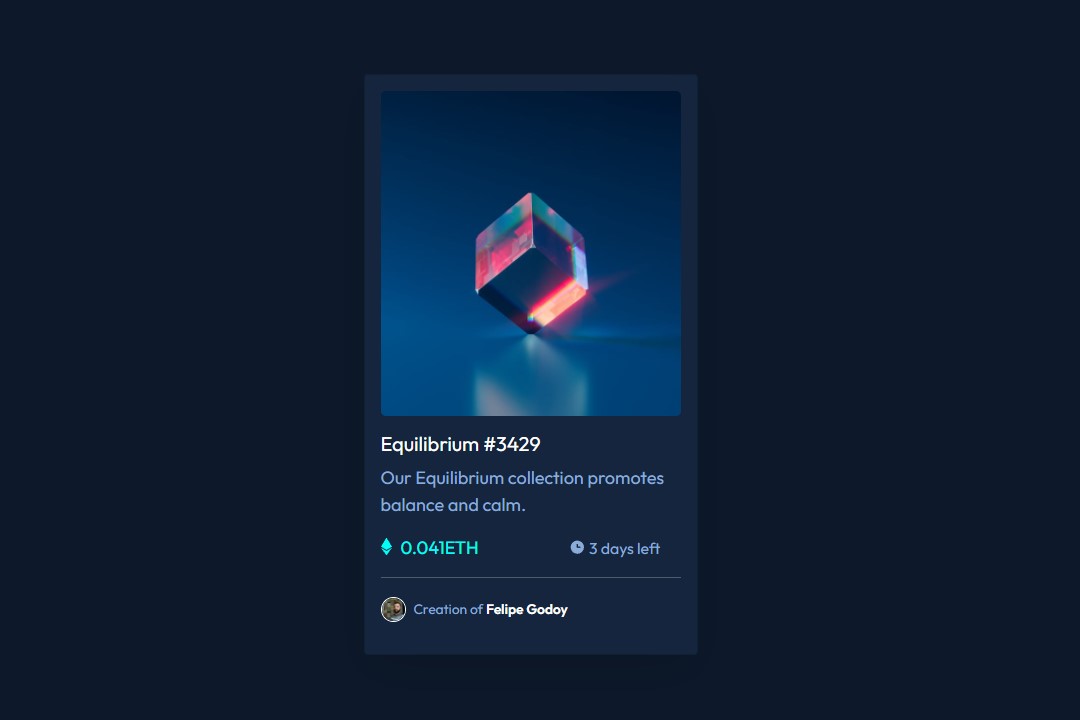 Equilibrium #3429
Our Equilibrium collection promotes
balance and calm.
0.041ETH 3 days left
Creation of Felipe Godoy